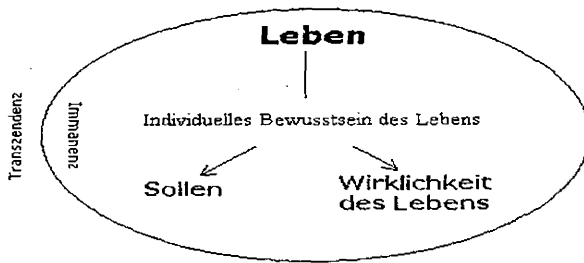 Leben
Transzendenz
Immanenz
Individuelles Bewusstsein des Lebens
Sollen
Wirklichkeit
des Lebens